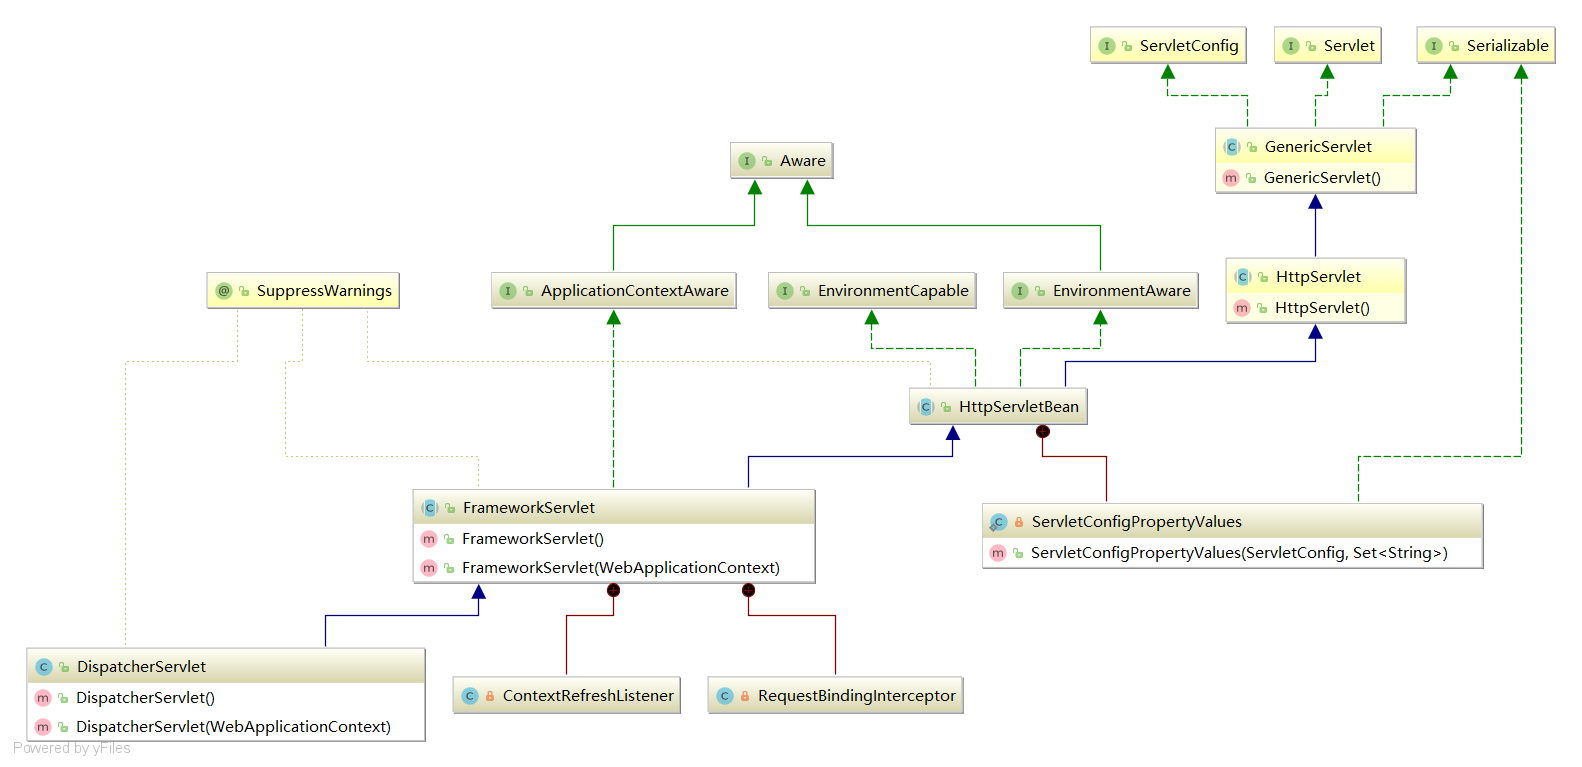 ServletConfig
Servlet
Serializable
GenericServlet
GenericServlet()
Aware
HttpServlet
HttpServlet()
SuppressWarnings
ApplicationContextAware
EnvironmentCapable
EnvironmentAware
HttpServletBean
FrameworkServlet
FrameworkServlet()
FrameworkServlet(WebApplicationContext)
ServletConfigPropertyValues
ServletConfigPropertyValues(ServletConfig, Set<String>)
DispatcherServlet
DispatcherServlet()
DispatcherServlet(WebApplicationContext)
ContextRefreshListener
RequestBindingInterceptor
Powered by yFiles